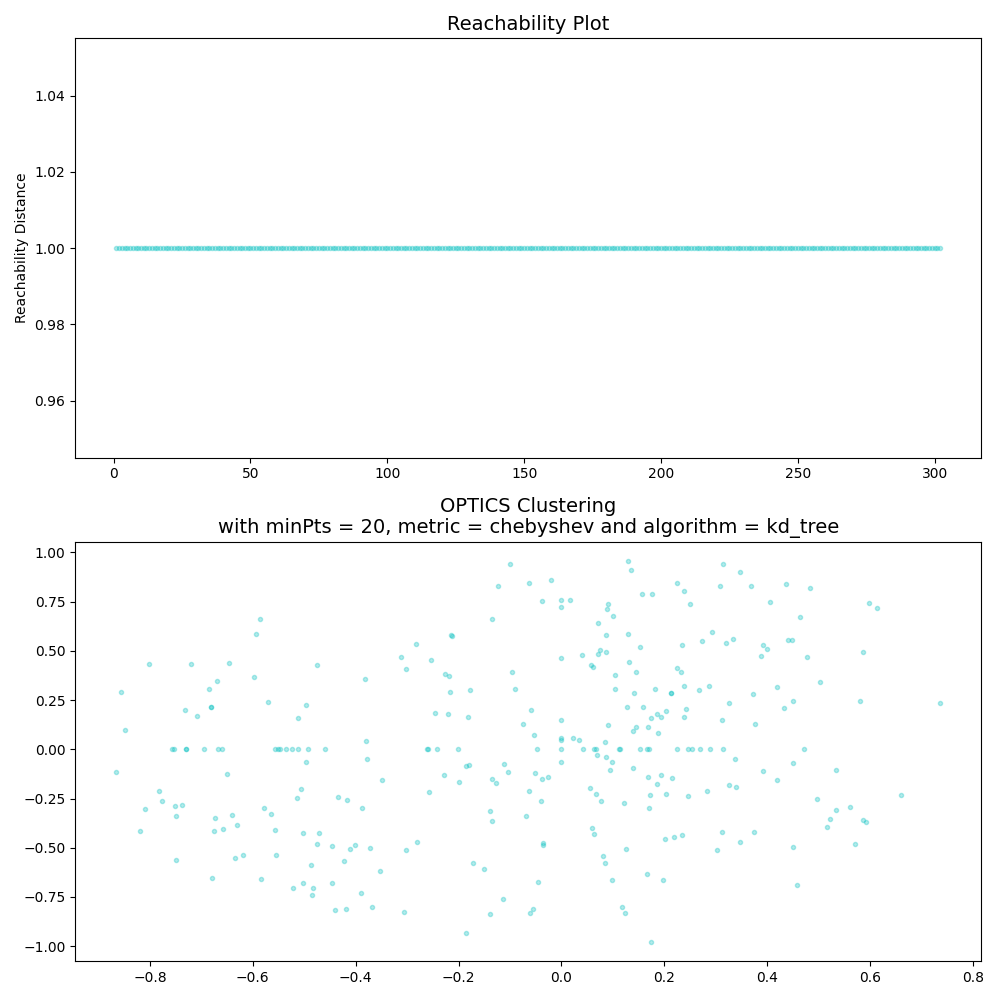 Reachability Plot
1.04
1.02
1.00
0.98
0.96
Reachability Distance
0 50 100 150 200 250 300
OPTICS Clustering
with minPts = 20, metric = chebyshev and algorithm = kd_tree
1.00
0.75
0.50
0.25
0.00
−0.25
−0.50
−0.75
−1.00
−0.8 −0.6 −0.4 −0.2 0.0 0.2 0.4 0.6 0.8